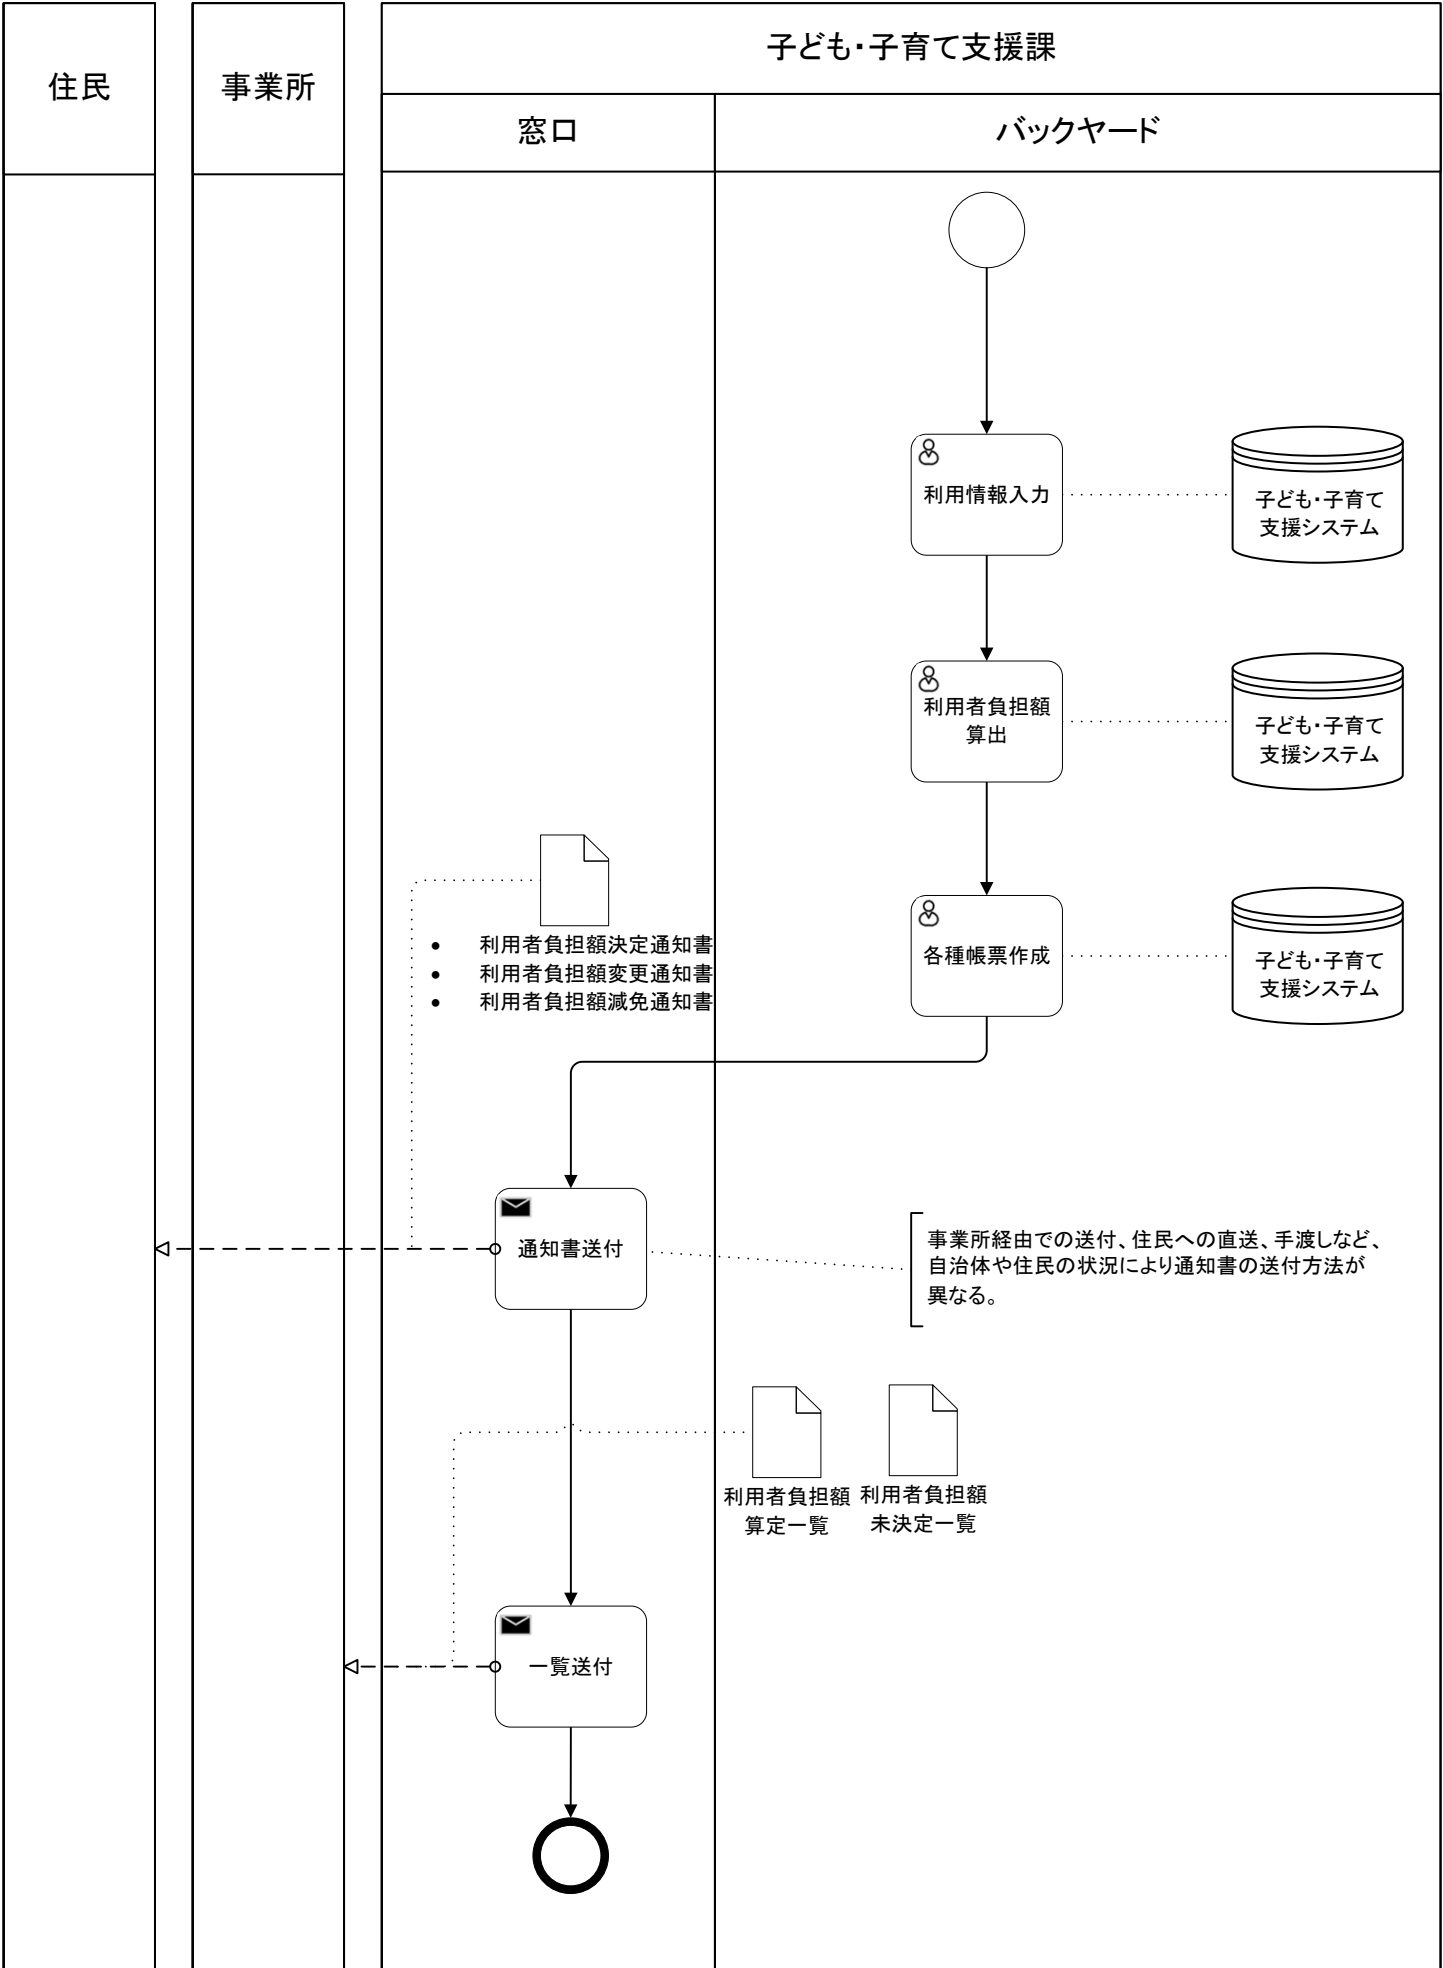 住民
事業所
子ども・子育て支援課
窓口
バックヤード
利用情報入力
子ども・子育て
支援システム
利用者負担額
算出
子ども・子育て
支援システム
• 利用者負担額決定通知書
• 利用者負担額変更通知書
• 利用者負担額減免通知書
各種帳票作成
子ども・子育て
支援システム
通知書送付
事業所経由での送付、住民への直送、手渡しなど、
自治体や住民の状況により通知書の送付方法が
異なる。
利用者負担額
算定一覧
利用者負担額
未決定一覧
一覧送付